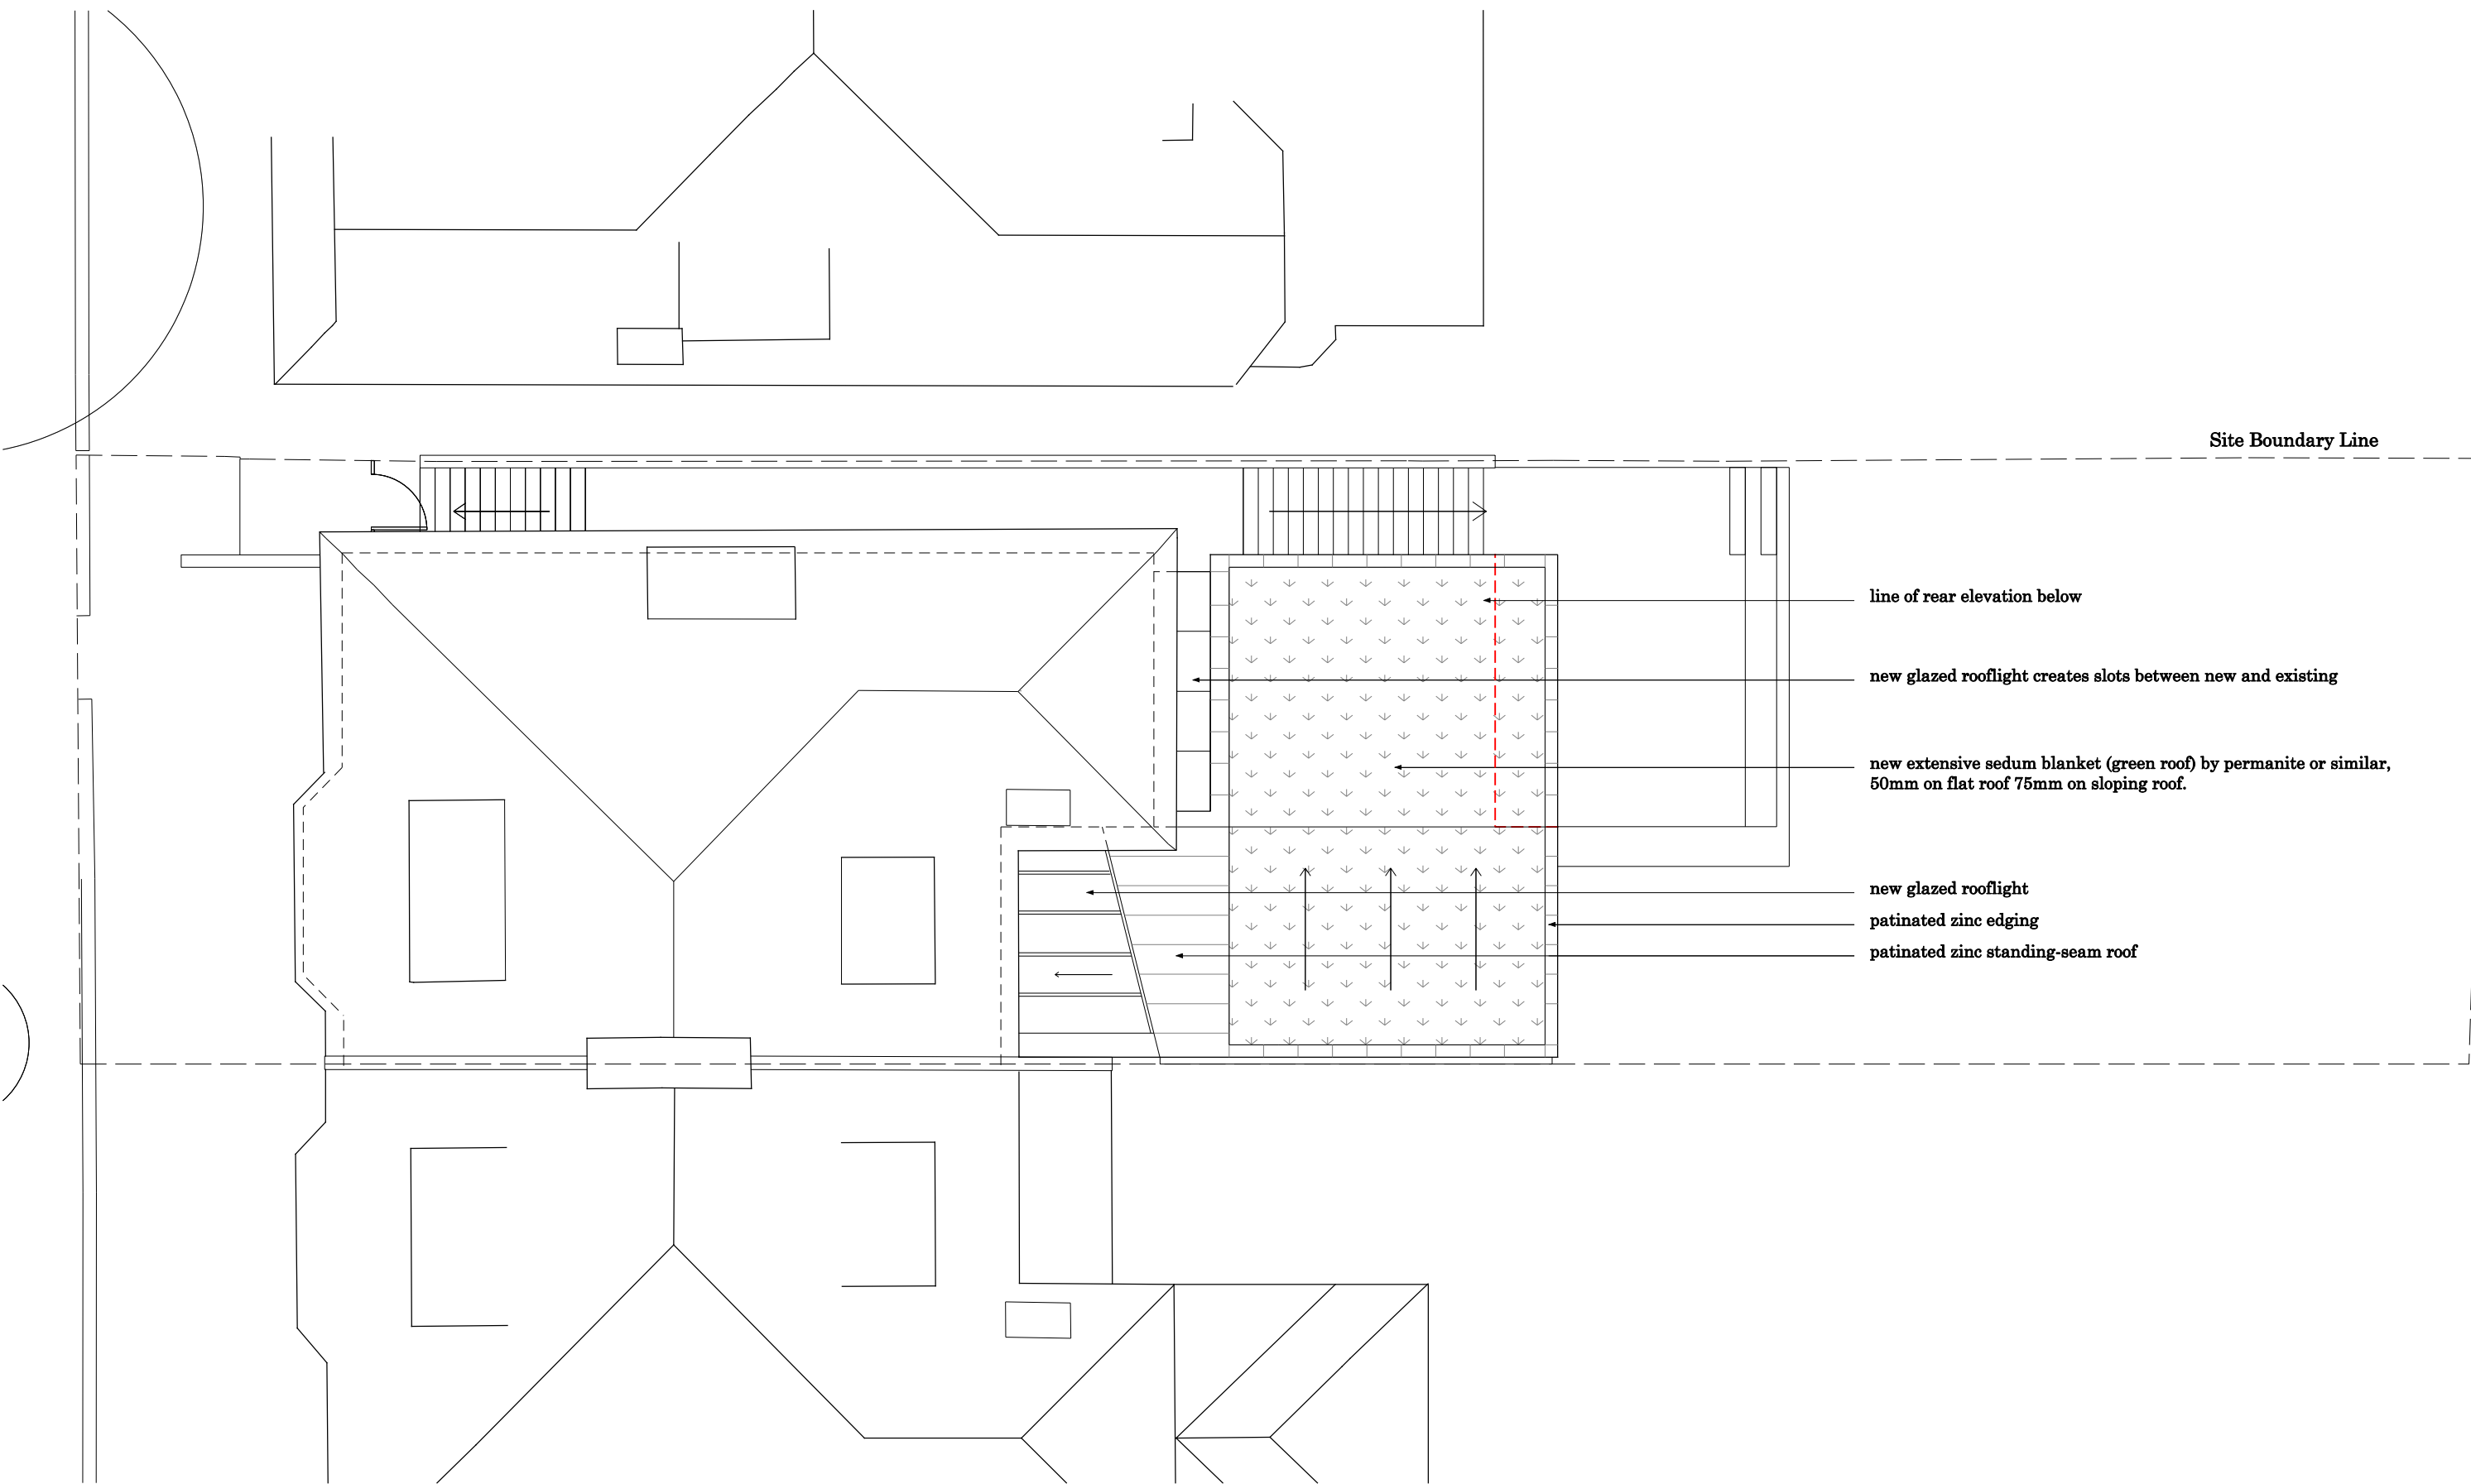 Site Boundary Line
line of rear elevation below
new glazed rooflight creates slots between new and existing
new extensive sedum blanket (green roof) by permanite or similar,
50mm on flat roof 75mm on sloping roof.
new glazed rooflight
patinated zinc edging
patinated zinc standing-seam roof